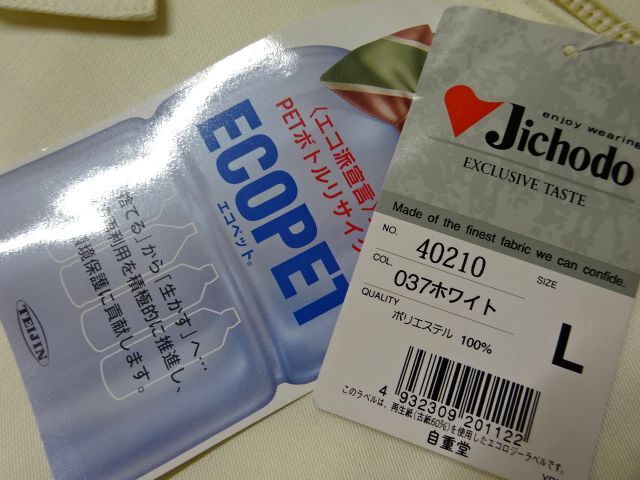 〈エコ派宣言〉
PETボトルリサイク
ECOPET
エコペット®
捨てる」から「生かす」へ…
利用を積極的に推進し、
環境保護に貢献します。
TEIJIN
enjoy wearing
Jichodo
EXCLUSIVE TASTE
Made of the finest fabric we can confide.
NO. 40210
COL. 037ホワイト
QUALITY
ポリエステル 100%
SIZE
L
4 932309 201122
このラベルは、再生紙(古紙60%)を使用したエコロジーラベルです。
自重堂